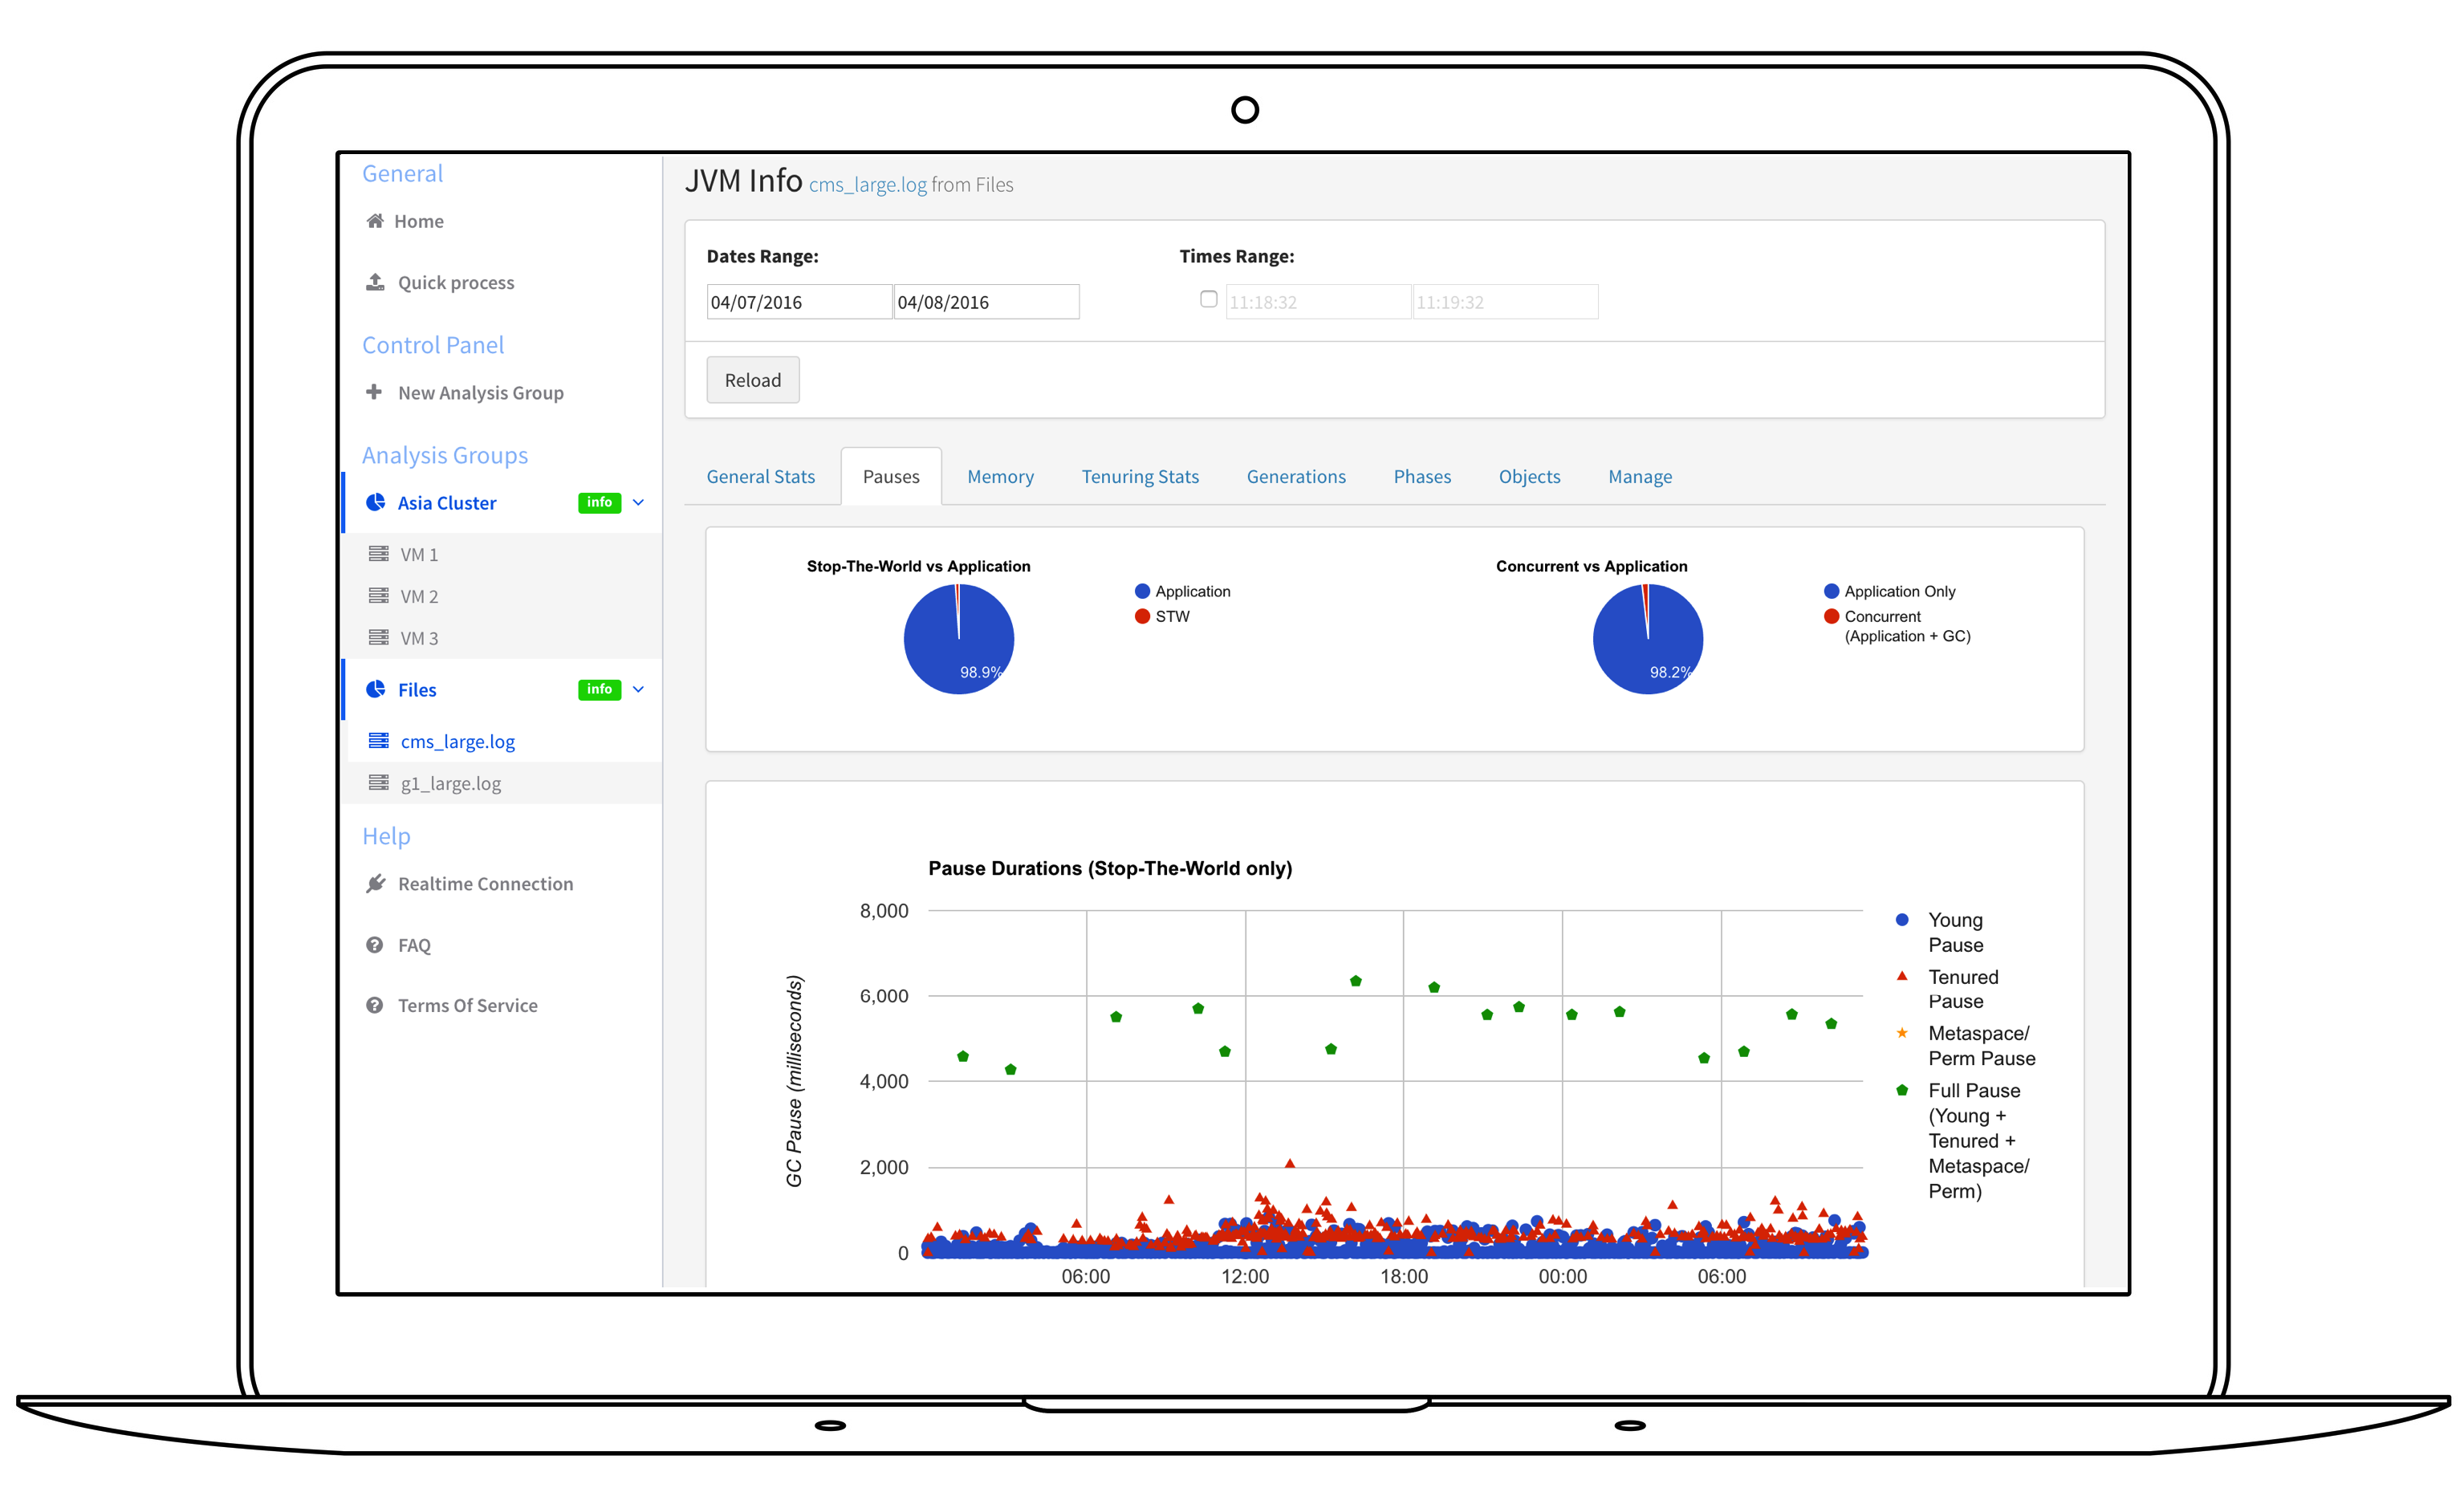 General
Home
Quick process
Control Panel
New Analysis Group
Analysis Groups
Asia Cluster info
VM 1
VM 2
VM 3
Files info
cms_large.log
g1_large.log
Help
Realtime Connection
FAQ
Terms Of Service
JVM Info cms_large.log from Files
Dates Range: Times Range:
04/07/2016 04/08/2016 11:18:32 11:19:32
Reload
General Stats Pauses Memory Tenuring Stats Generations Phases Objects Manage
Stop-The-World vs Application
Application
STW
98.9%
Concurrent vs Application
Application Only
Concurrent
(Application + GC)
98.2%
Pause Durations (Stop-The-World only)
GC Pause (milliseconds)
8,000
6,000
4,000
2,000
0
06:00 12:00 18:00 00:00 06:00
Young
Pause
Tenured
Pause
Metaspace/
Perm Pause
Full Pause
(Young +
Tenured +
Metaspace/
Perm)